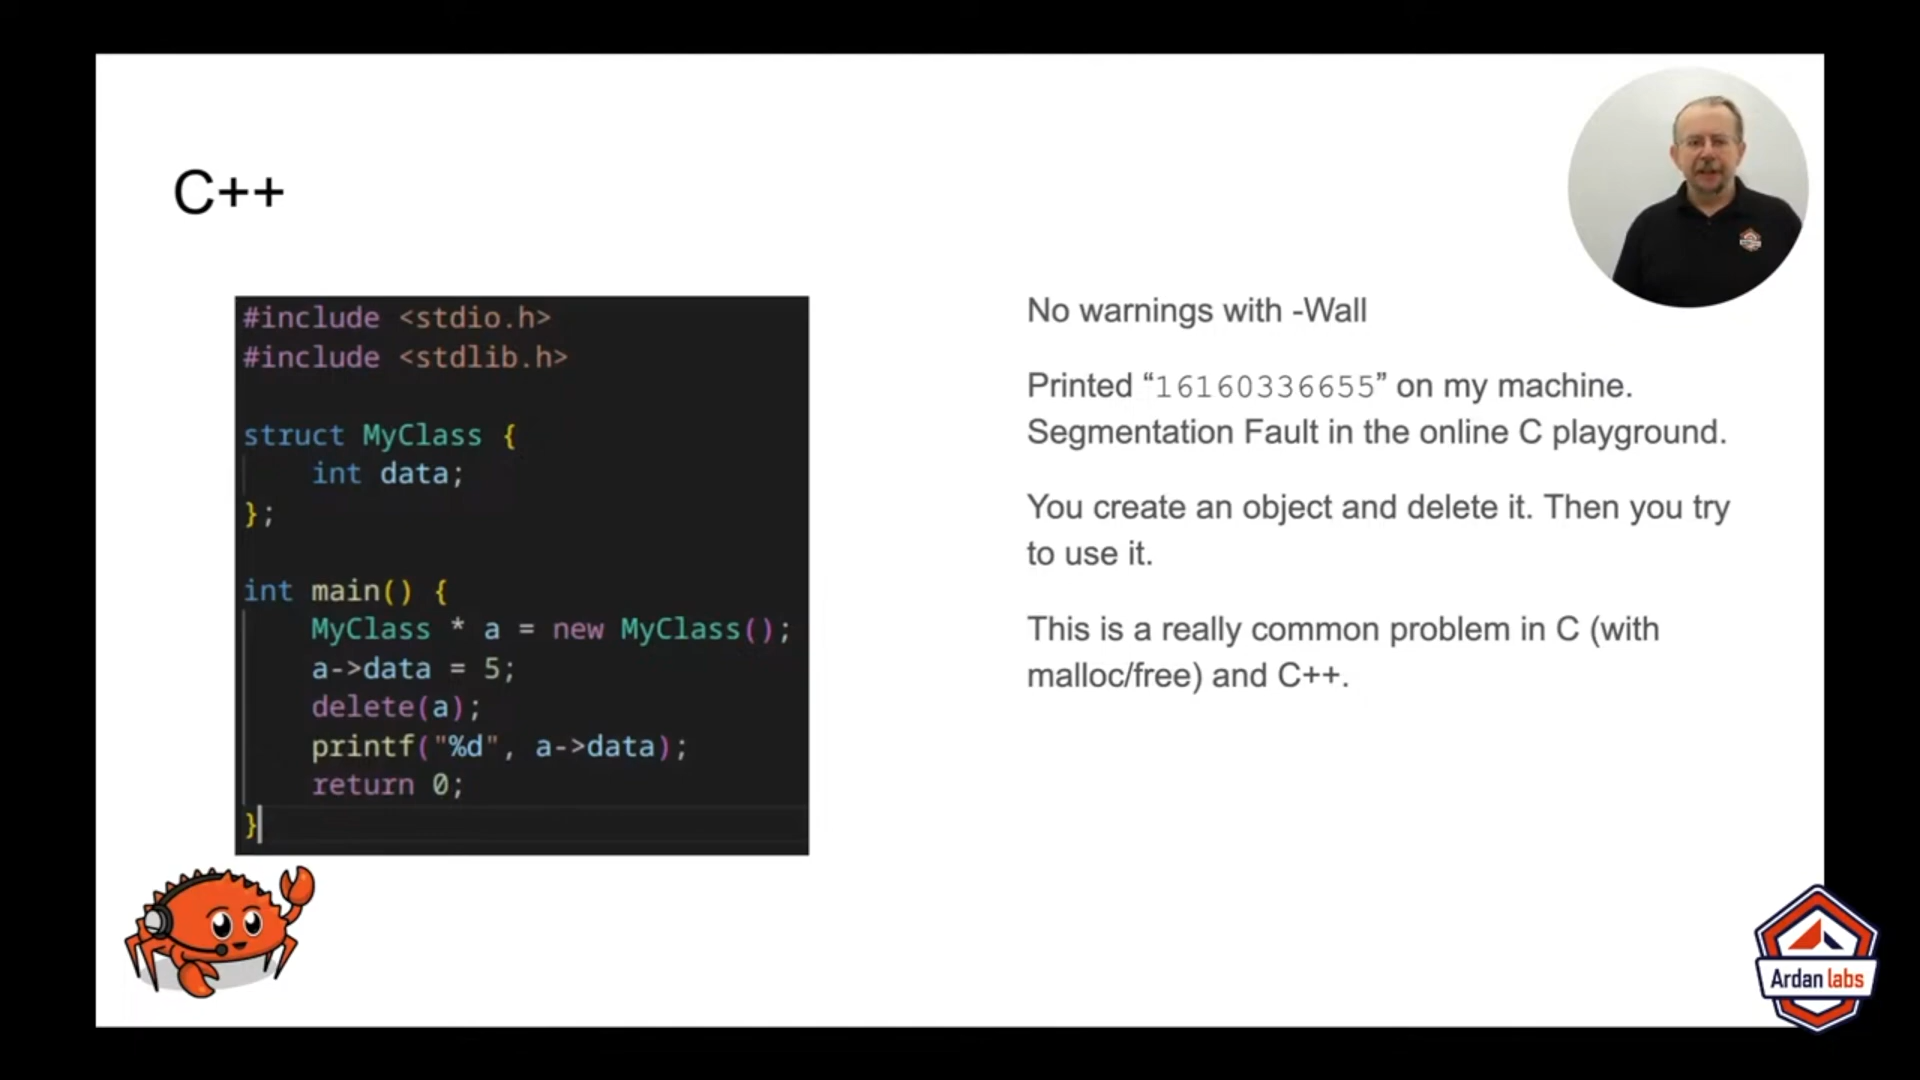 C++
#include <stdio.h>
#include <stdlib.h>
struct MyClass {
    int data;
};
int main() {
    MyClass * a = new MyClass();
    a->data = 5;
    delete(a);
    printf("%d", a->data);
    return 0;
}
No warnings with -Wall
Printed “16160336655” on my machine.
Segmentation Fault in the online C playground.
You create an object and delete it. Then you try
to use it.
This is a really common problem in C (with
malloc/free) and C++.
Ardan labs